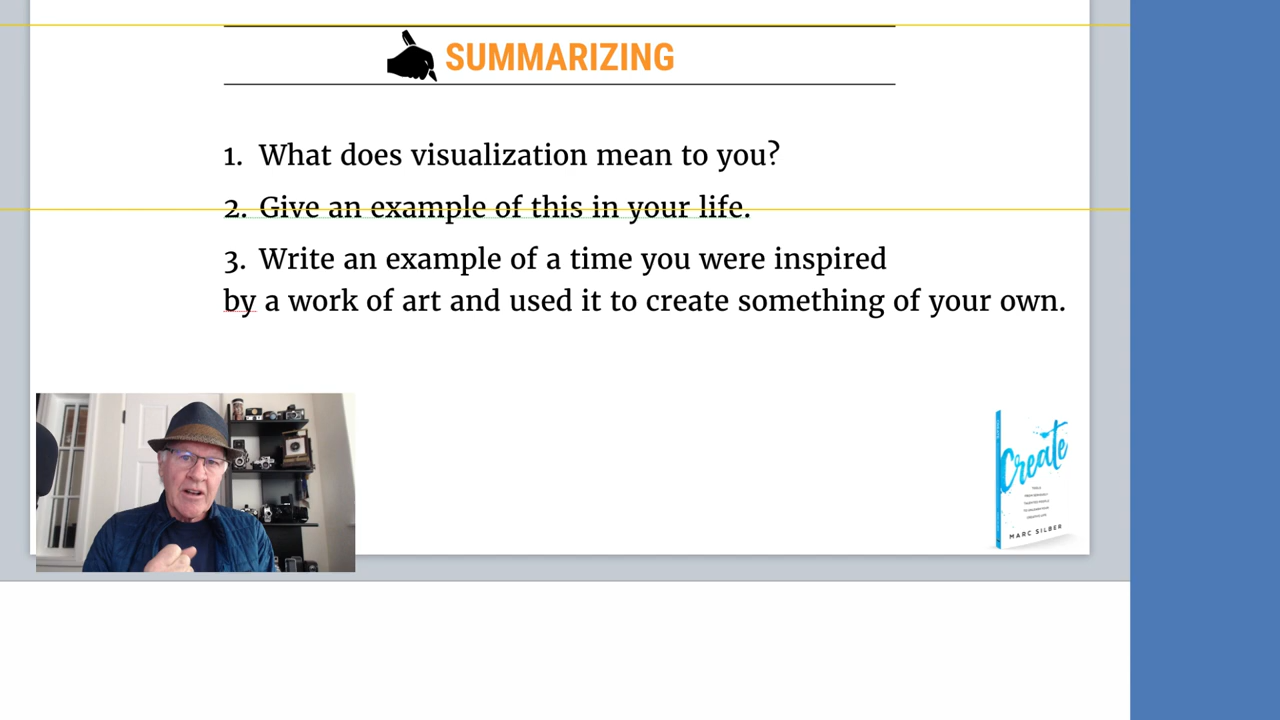 SUMMARIZING
1. What does visualization mean to you?
2. Give an example of this in your life.
3. Write an example of a time you were inspired
by a work of art and used it to create something of your own.
Create
MARC SILBER